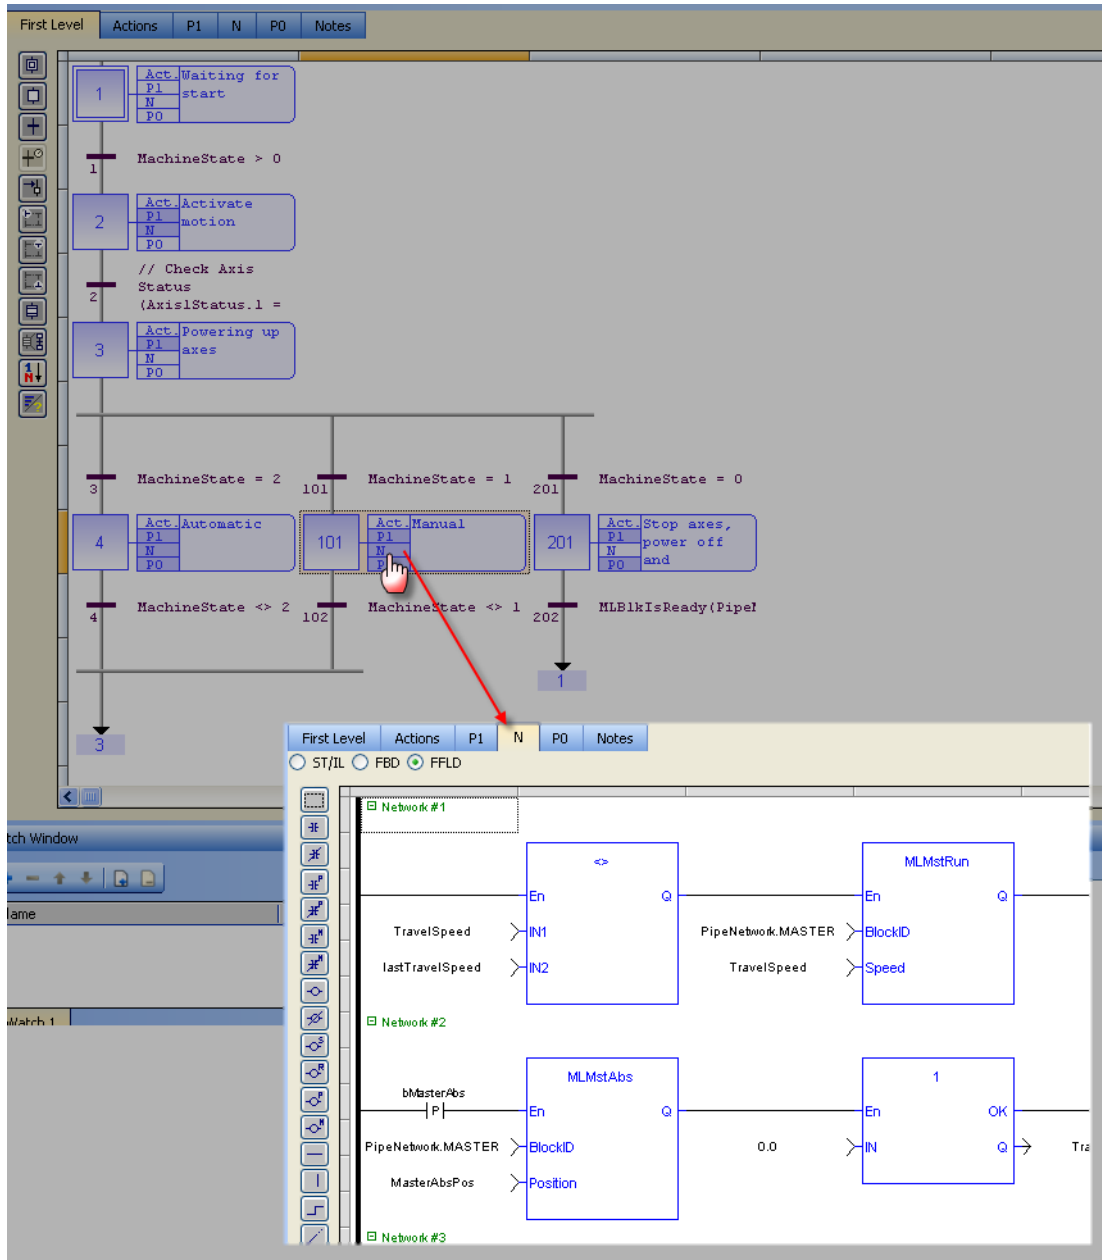 First Level Actions P1 N P0 Notes
1 Act. Waiting for
P1 start
N
P0
1 MachineState > 0
2 Act. Activate
P1 motion
N
P0
// Check Axis
2 Status
(Axis1Status.1 =
3 Act. Powering up
P1 axes
N
P0
3 MachineState = 2 101 MachineState = 1 201 MachineState = 0
4 Act. Automatic 101 Act. Manual 201 Act. Stop axes,
P1 P1 P1 power off
N N N and
P0 P P0
4 MachineState <> 2 102 MachineState <> 1 202 MLBlkIsReady(PipeN
1
3
First Level Actions P1 N P0 Notes
ST/IL FBD FFLD
Network #1
<> MLMstRun
En Q En Q
TravelSpeed IN1 PipeNetwork.MASTER BlockID
lastTravelSpeed IN2 TravelSpeed Speed
Network #2
MLMstAbs 1
bMasterAbs
P En Q En OK
PipeNetwork.MASTER BlockID 0.0 IN Q Tra
MasterAbsPos Position
Network #3
tch Window
lame
Watch 1